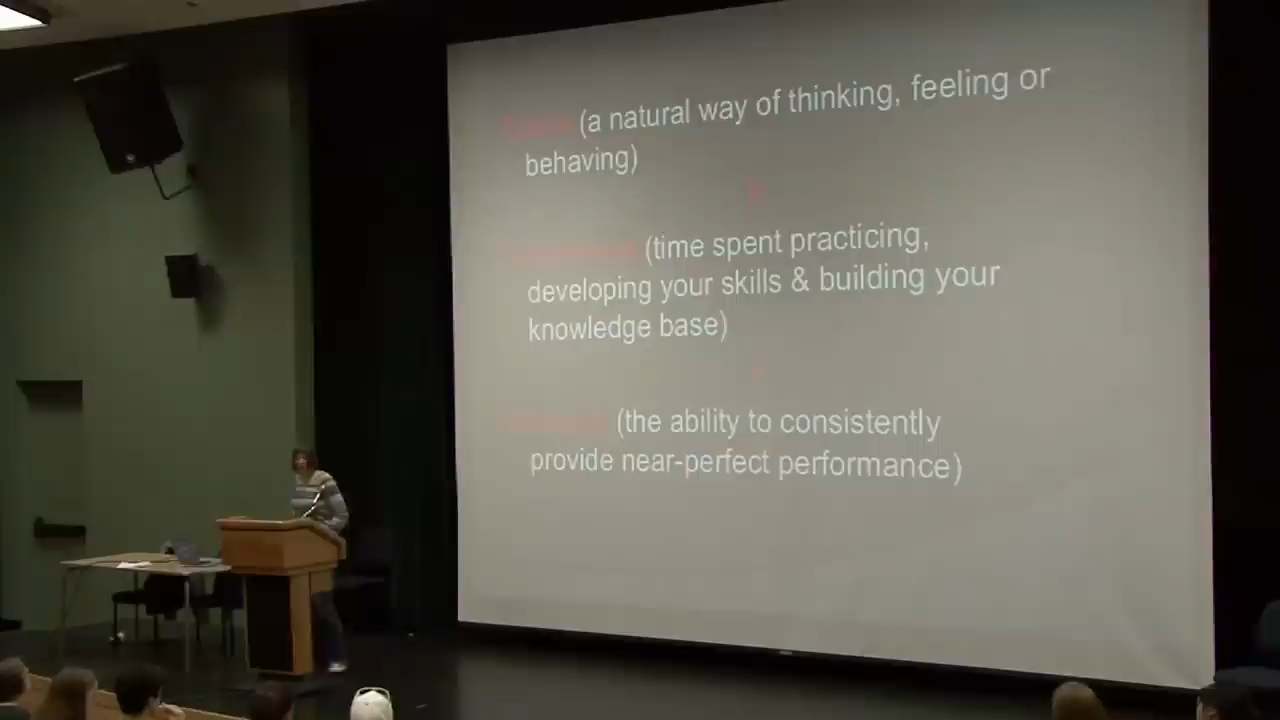 (a natural way of thinking, feeling or
behaving)
(time spent practicing,
developing your skills & building your
knowledge base)
(the ability to consistently
provide near-perfect performance)